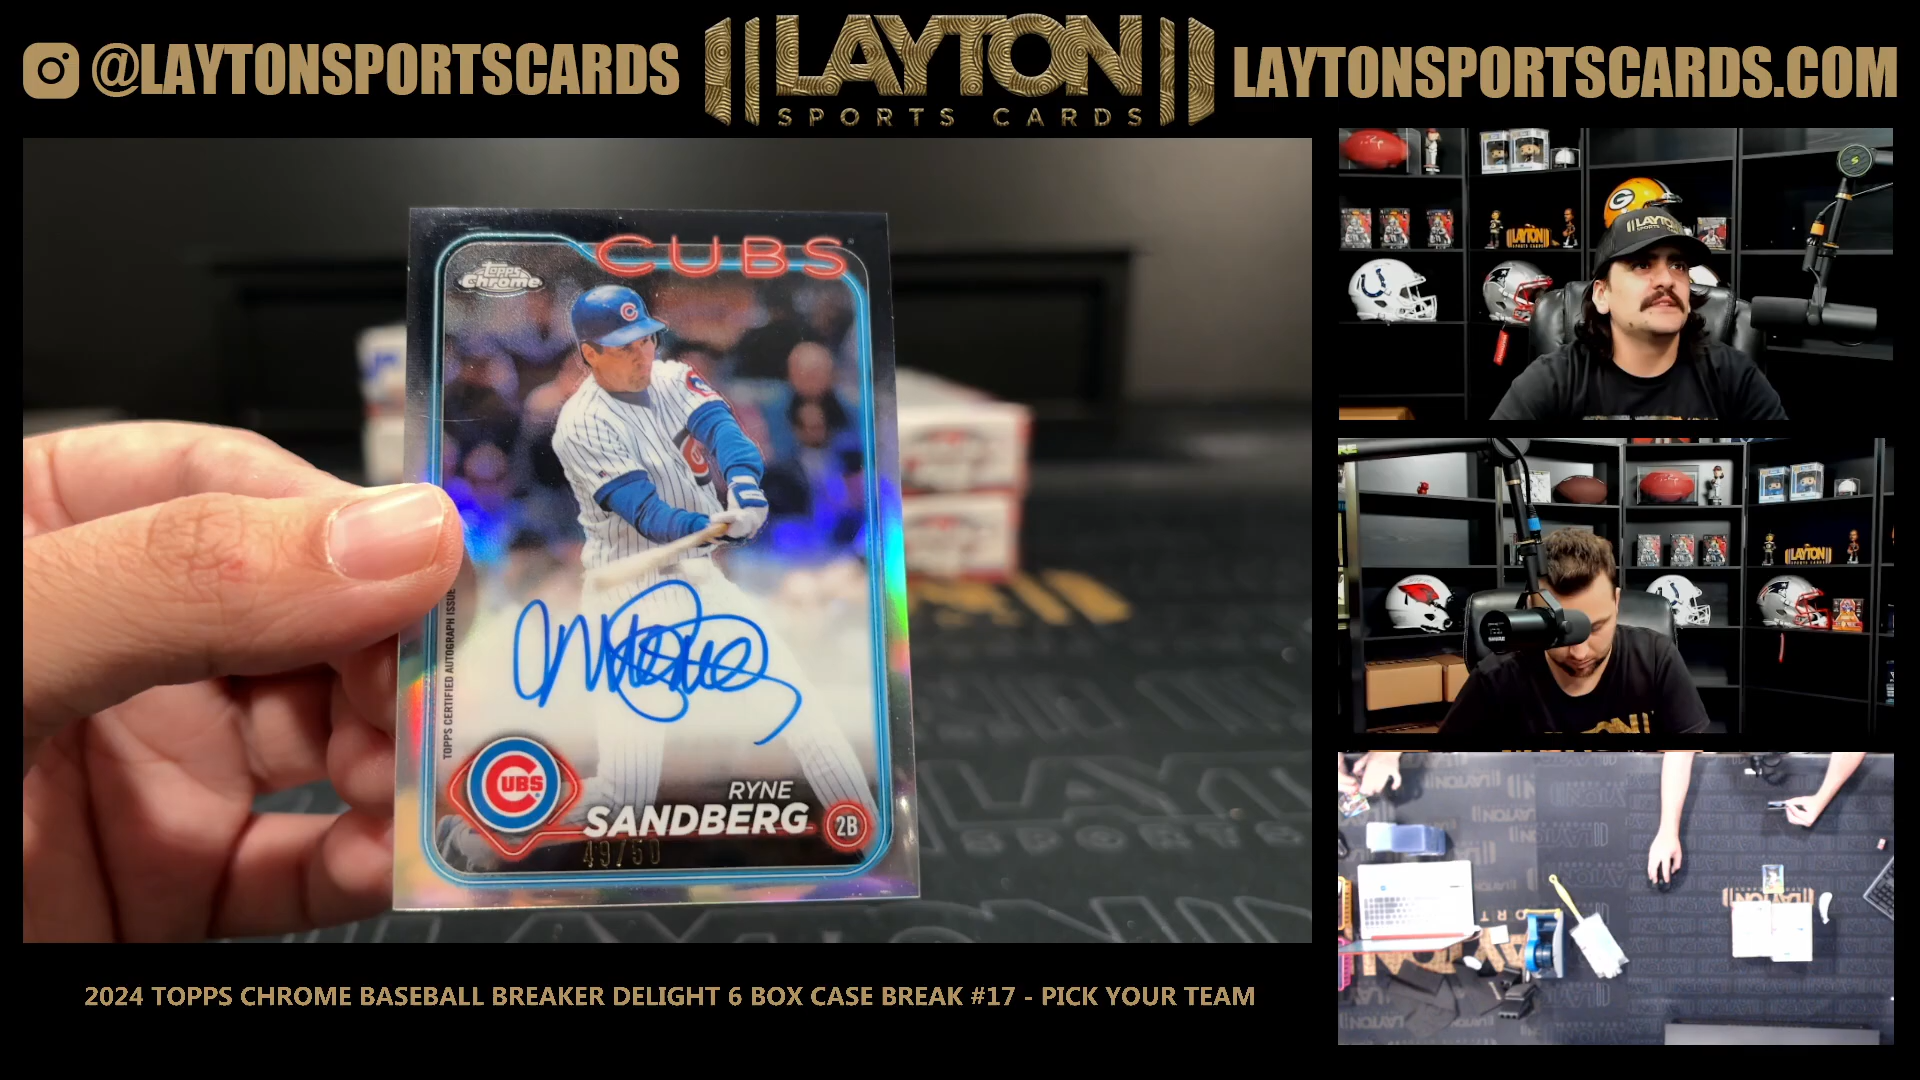 @LAYTONSPORTSCARDS
LAYTON
SPORTS CARDS
LAYTONSPORTSCARDS.COM
CUBS
Topps
Chrome
TOPPS CERTIFIED AUTOGRAPH ISSUE
CUBS
RYNE
SANDBERG
2B
49/50
2024 TOPPS CHROME BASEBALL BREAKER DELIGHT 6 BOX CASE BREAK #17 - PICK YOUR TEAM